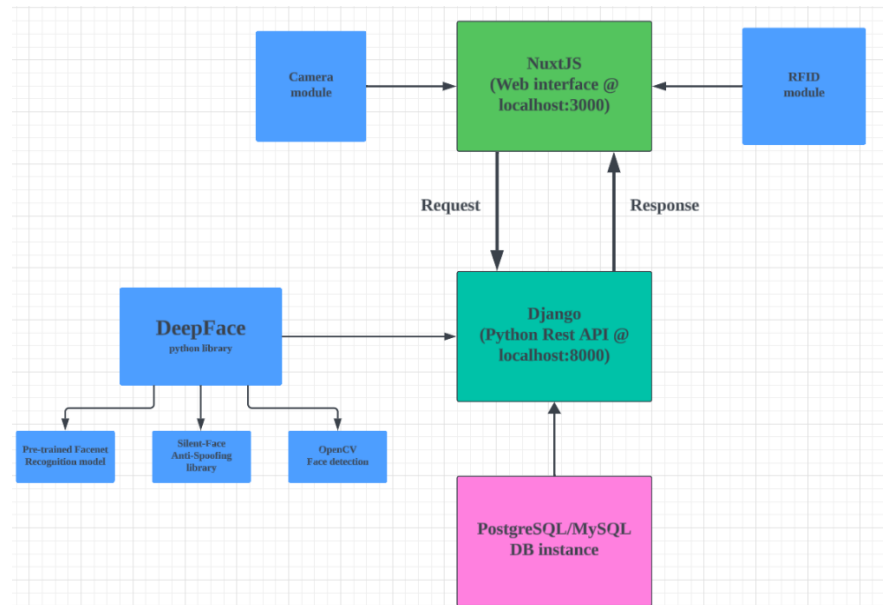 Camera
module
NuxtJS
(Web interface @
localhost:3000)
RFID
module
Request
Response
DeepFace
python library
Django
(Python Rest API @
localhost:8000)
Pre-trained Facenet
Recognition model
Silent-Face
Anti-Spoofing
library
OpenCV
Face detection
PostgreSQL/MySQL
DB instance